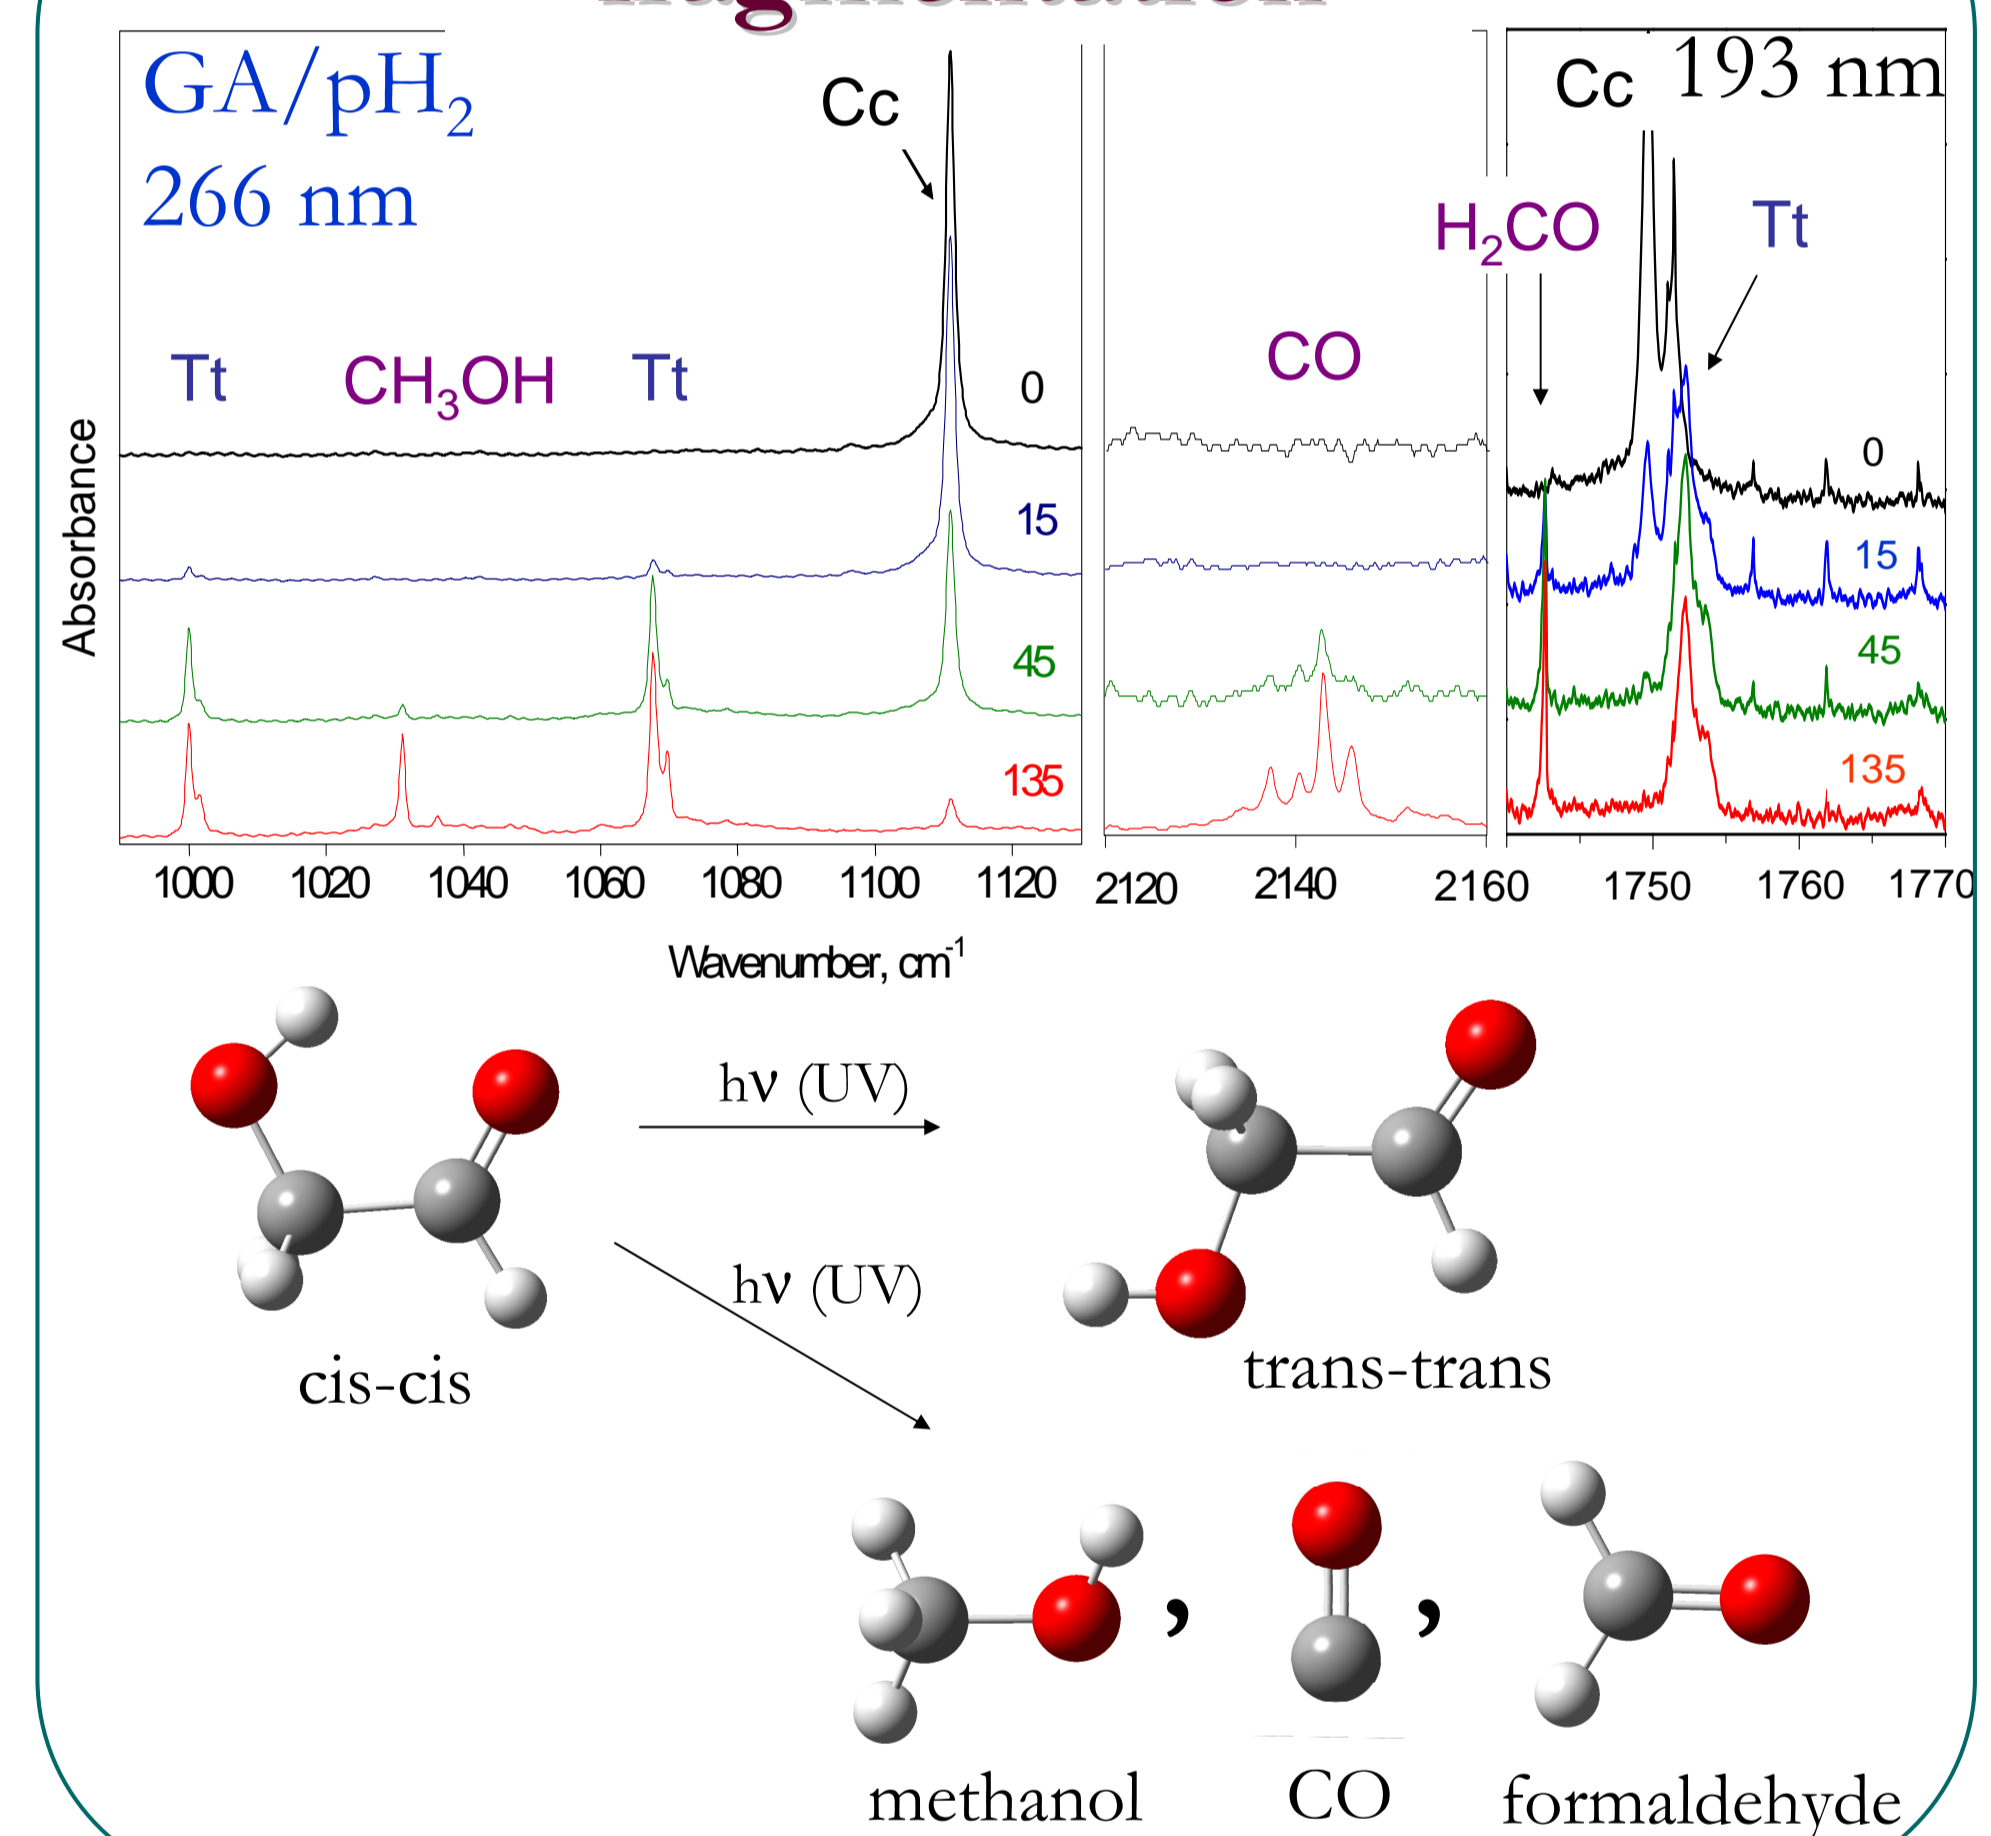 fragmentation
GA/pH₂
266 nm
Cc
Tt
CH₃OH
Tt
0
15
45
135
CO
Cc
193 nm
H₂CO
Tt
0
15
45
135
Absorbance
1000 1020 1040 1060 1080 1100 1120
2120 2140 2160
1750 1760 1770
Wavenumber, cm⁻¹
hν (UV)
hν (UV)
cis-cis
trans-trans
, ,
methanol CO formaldehyde